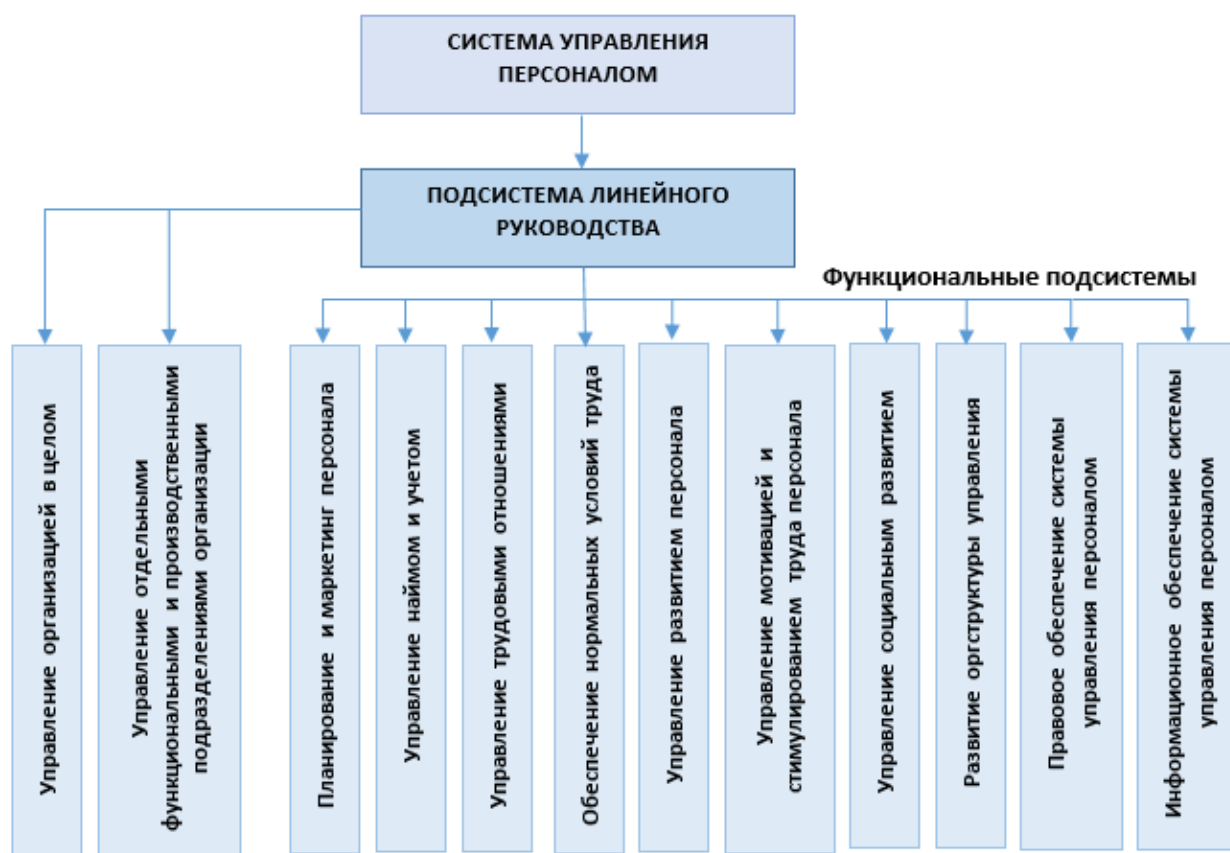 СИСТЕМА УПРАВЛЕНИЯ
ПЕРСОНАЛОМ
ПОДСИСТЕМА ЛИНЕЙНОГО
РУКОВОДСТВА
Функциональные подсистемы
Управление организацией в целом
Управление отдельными
функциональными и производственными
подразделениями организации
Планирование и маркетинг персонала
Управление наймом и учетом
Управление трудовыми отношениями
Обеспечение нормальных условий труда
Управление развитием персонала
Управление мотивацией и
стимулированием труда персонала
Управление социальным развитием
Развитие оргструктуры управления
Правовое обеспечение системы
управления персоналом
Информационное обеспечение системы
управления персоналом